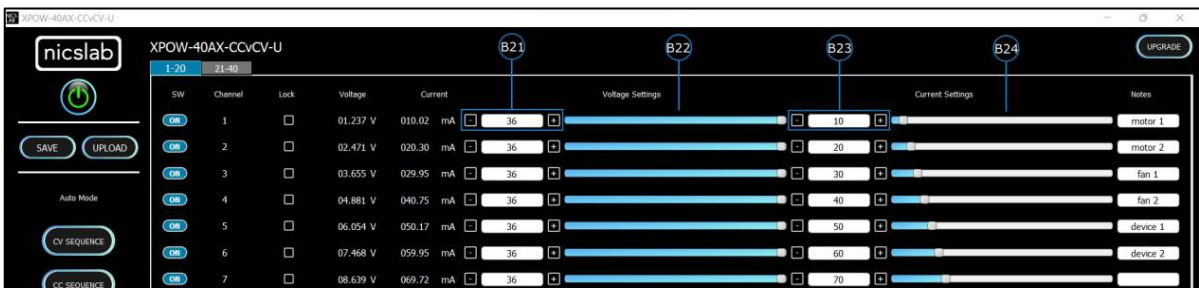 XPOW-40AX-CCvCV-U
nicslab
XPOW-40AX-CCvCV-U
B21
B22
B23
B24
UPGRADE
1-20 21-40
SW Channel Lock Voltage Current Voltage Settings Current Settings Notes
ON 1 01.237 V 010.02 mA - 36 + - 10 + motor 1
SAVE UPLOAD
ON 2 02.471 V 020.30 mA - 36 + - 20 + motor 2
ON 3 03.655 V 029.95 mA - 36 + - 30 + fan 1
Auto Mode
ON 4 04.881 V 040.75 mA - 36 + - 40 + fan 2
ON 5 06.054 V 050.17 mA - 36 + - 50 + device 1
CV SEQUENCE
ON 6 07.468 V 059.95 mA - 36 + - 60 + device 2
ON 7 08.639 V 069.72 mA - 36 + - 70 +
CC SEQUENCE